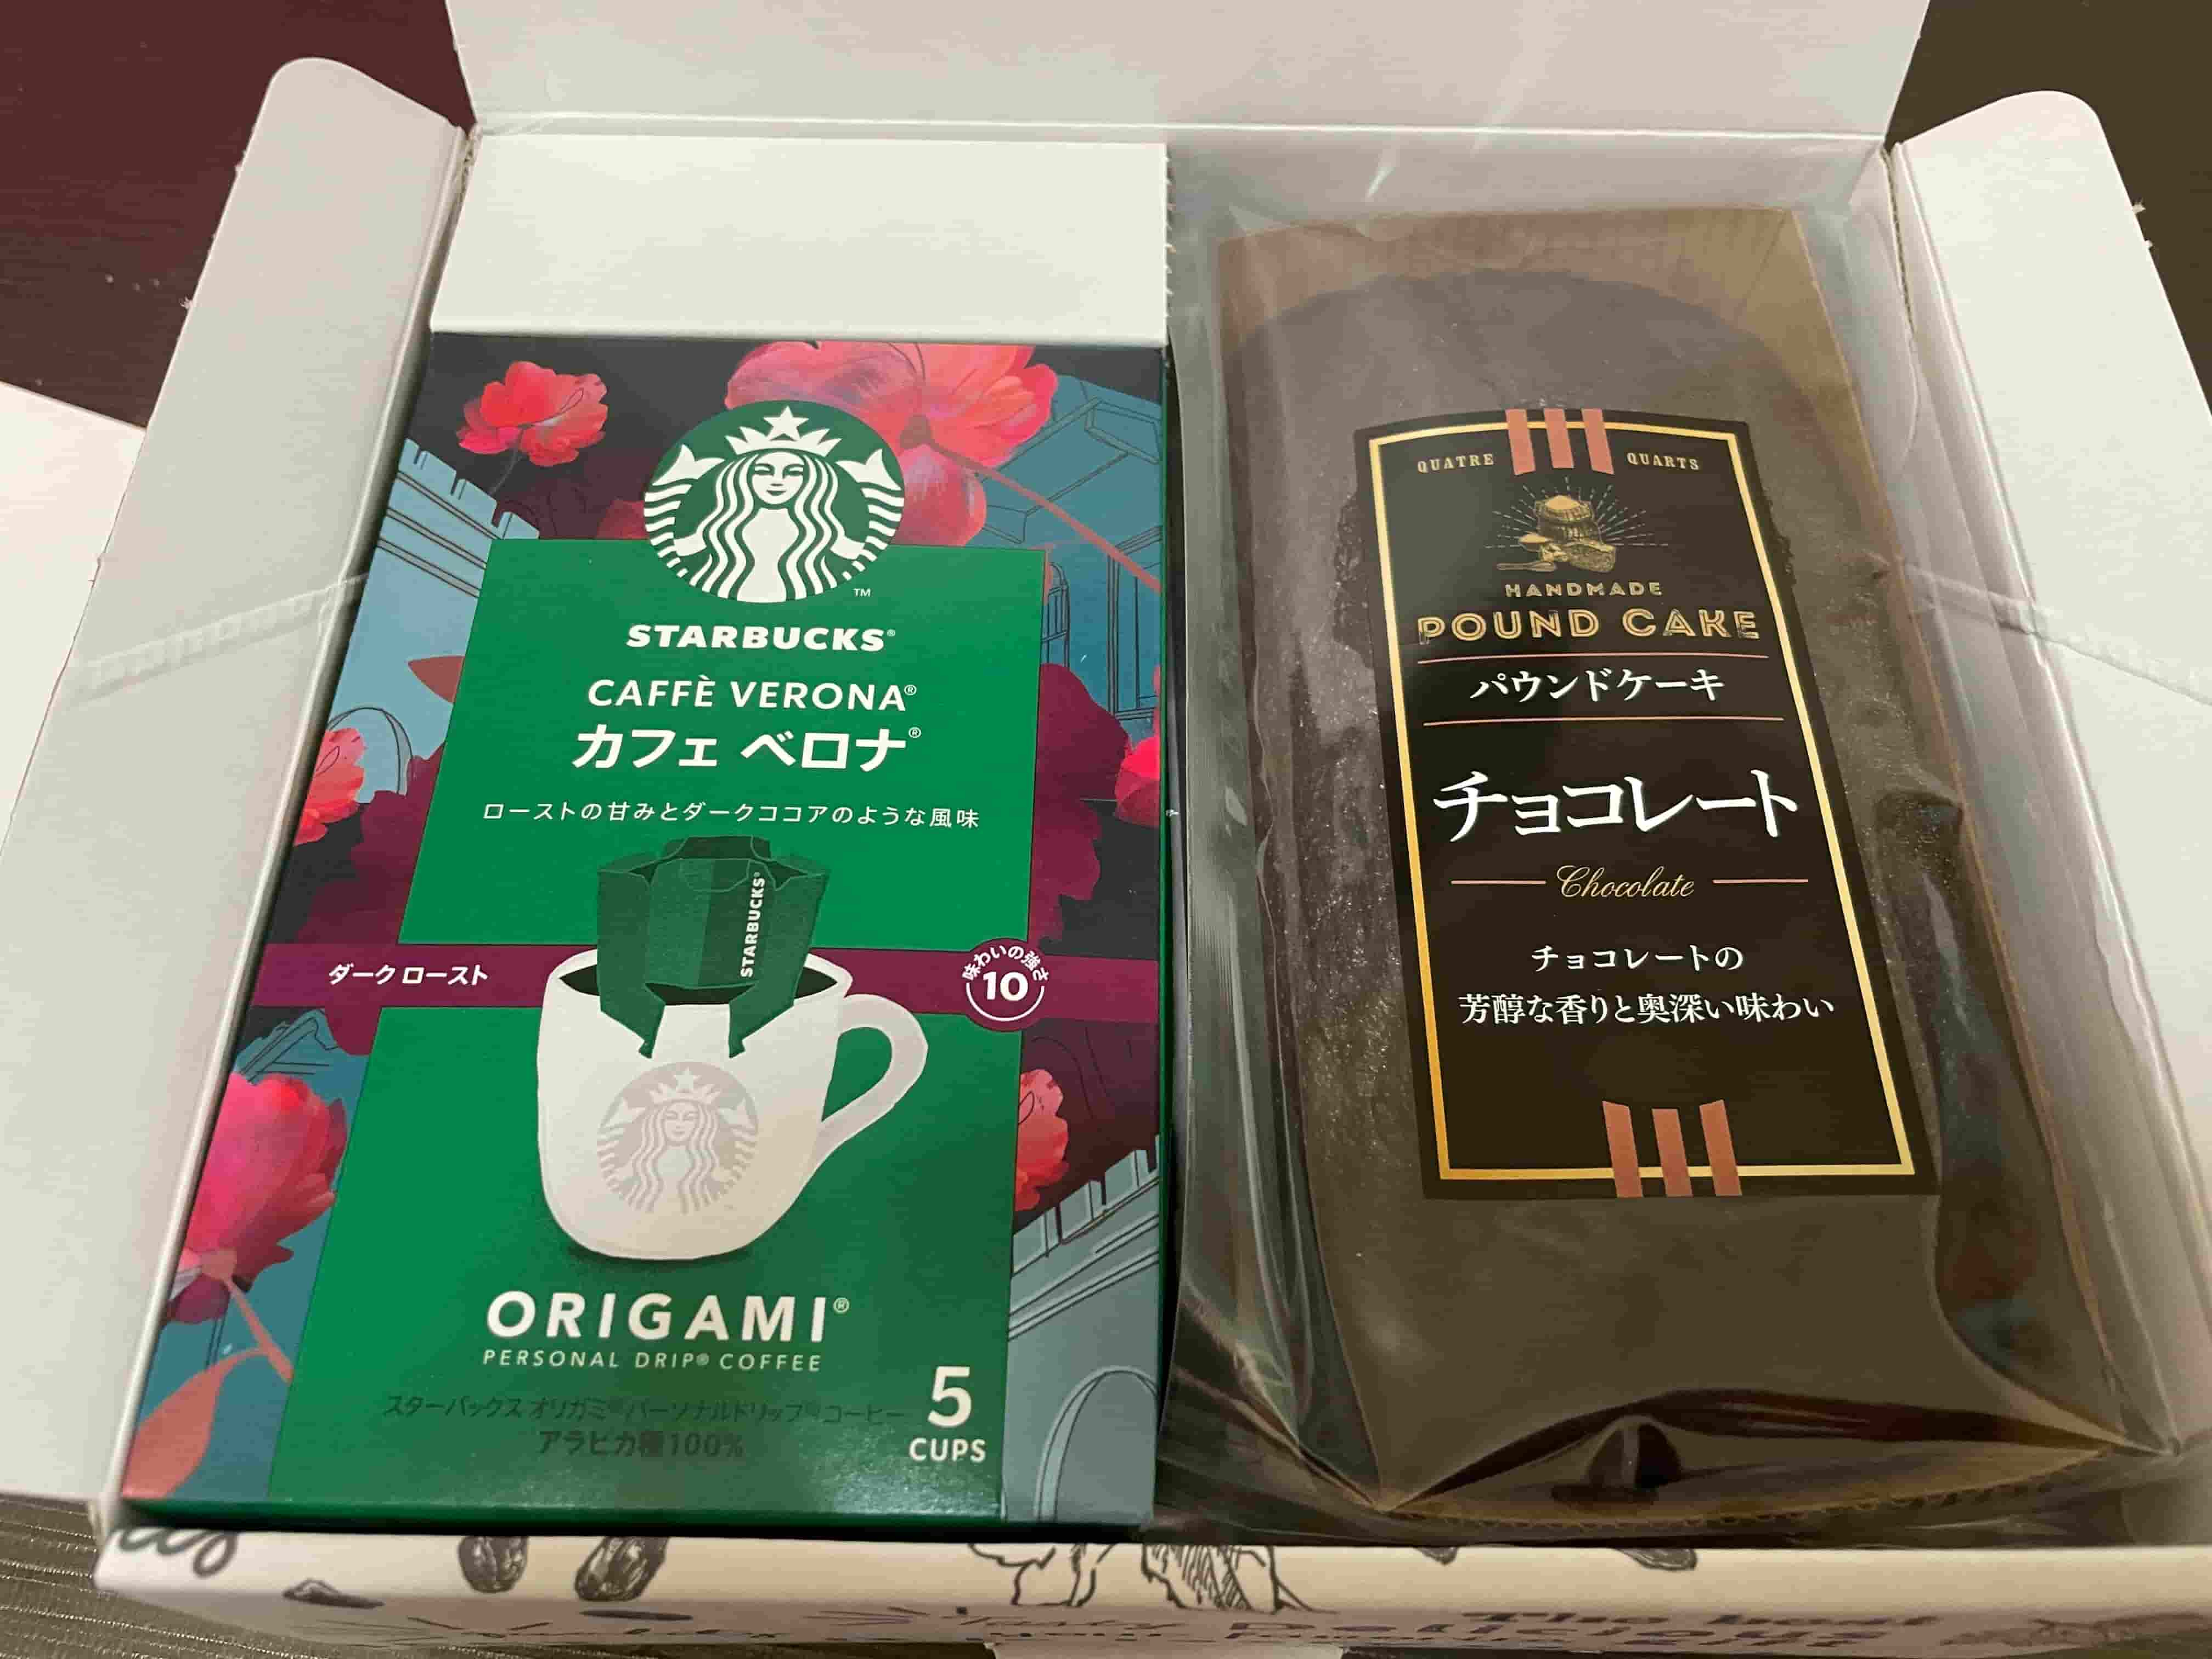 STARBUCKS®
CAFFÈ VERONA®
カフェ ベロナ®
ローストの甘みとダークココアのような風味
STARBUCKS®
ダーク ロースト
味わいの強さ
10
ORIGAMI®
PERSONAL DRIP® COFFEE
スターバックス オリガミ® パーソナルドリップ® コーヒー
アラビカ種100%
5
CUPS
TM
QUATRE QUARTS
HANDMADE
POUND CAKE
パウンドケーキ
チョコレート
Chocolate
チョコレートの
芳醇な香りと奥深い味わい